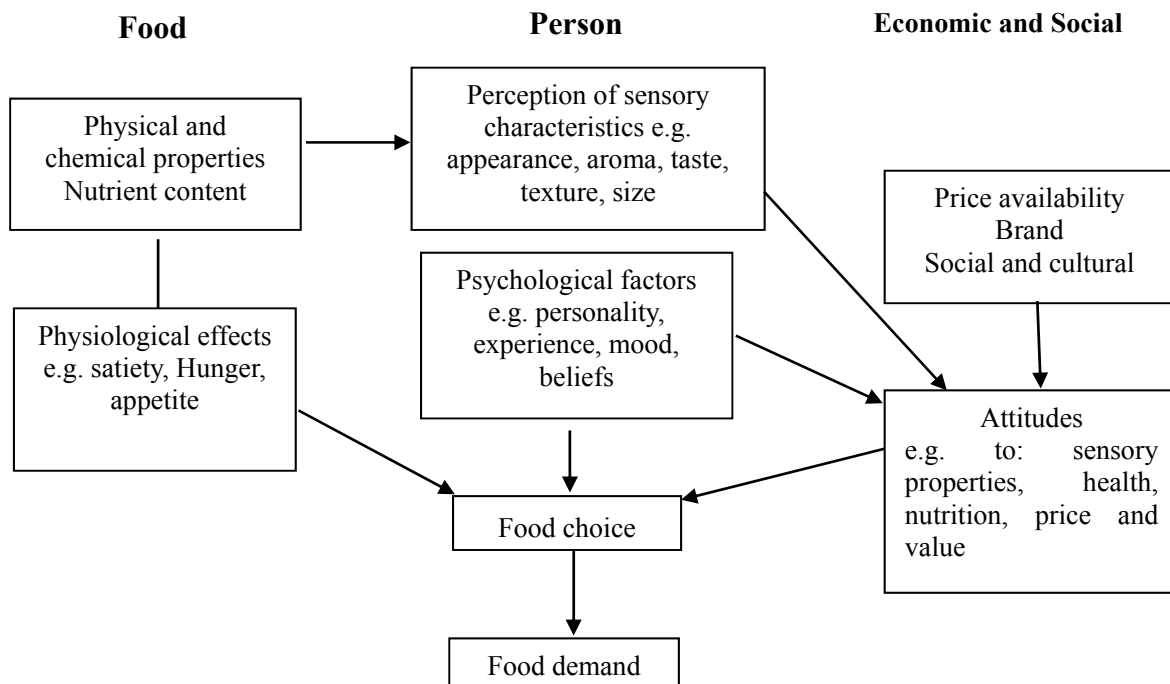 Food
Person
Economic and Social
Physical and
chemical properties
Nutrient content
Perception of sensory
characteristics e.g.
appearance, aroma, taste,
texture, size
Price availability
Brand
Social and cultural
Psychological factors
e.g. personality,
experience, mood,
beliefs
Physiological effects
e.g. satiety, Hunger,
appetite
Attitudes
e.g. to: sensory
properties, health,
nutrition, price and
value
Food choice
Food demand